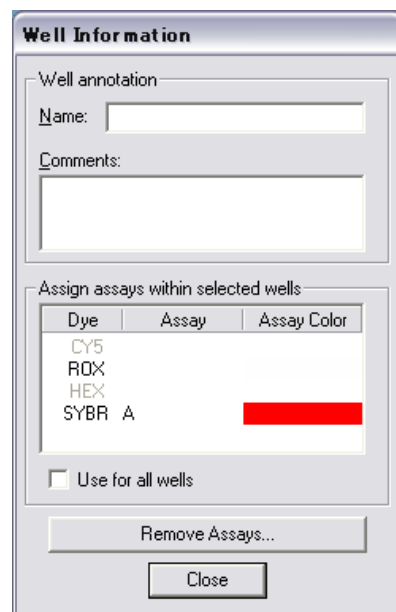 Well Information
Well annotation
Name:
Comments:
Assign assays within selected wells
Dye Assay Assay Color
CY5
ROX
HEX
SYBR A
Use for all wells
Remove Assays...
Close